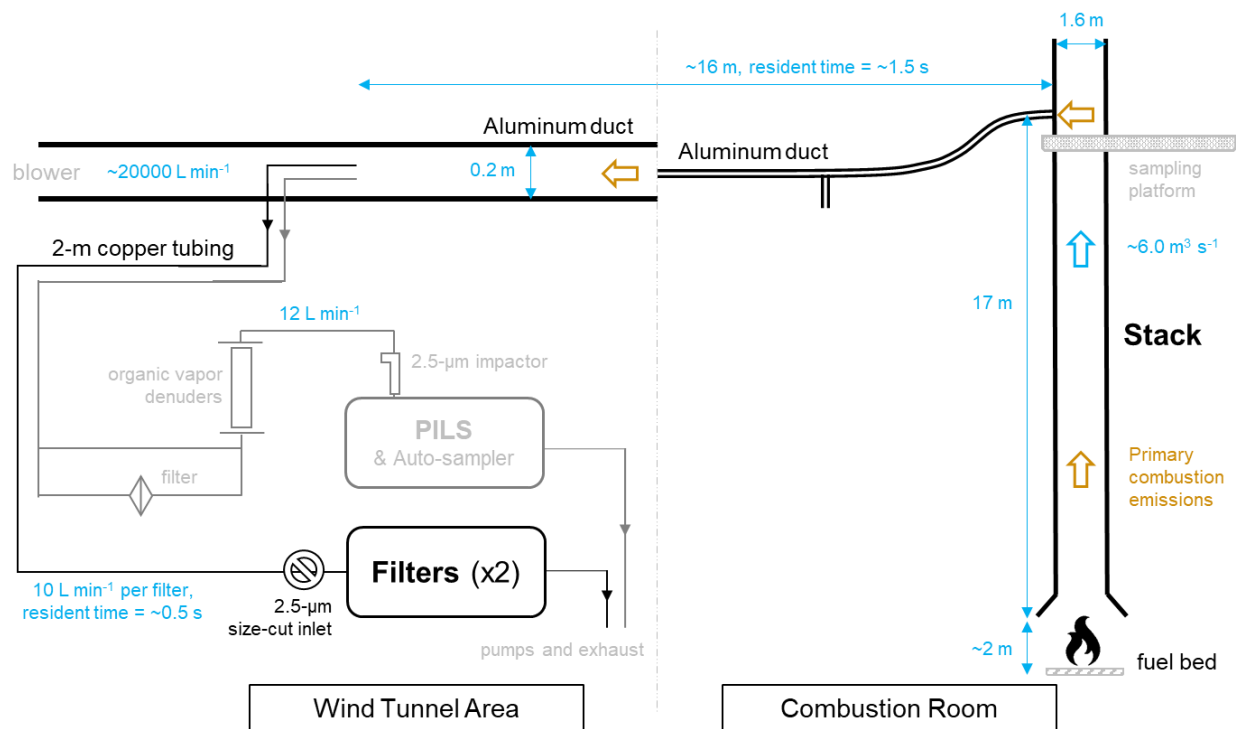 1.6 m
~16 m, resident time = ~1.5 s
Aluminum duct
blower
~20000 L min⁻¹
0.2 m
Aluminum duct
sampling
platform
2-m copper tubing
~6.0 m³ s⁻¹
17 m
12 L min⁻¹
Stack
organic vapor
denuders
2.5-µm impactor
PILS
& Auto-sampler
filter
Primary
combustion
emissions
Filters (x2)
10 L min⁻¹ per filter,
resident time = ~0.5 s
2.5-µm
size-cut inlet
pumps and exhaust
~2 m
fuel bed
Wind Tunnel Area
Combustion Room